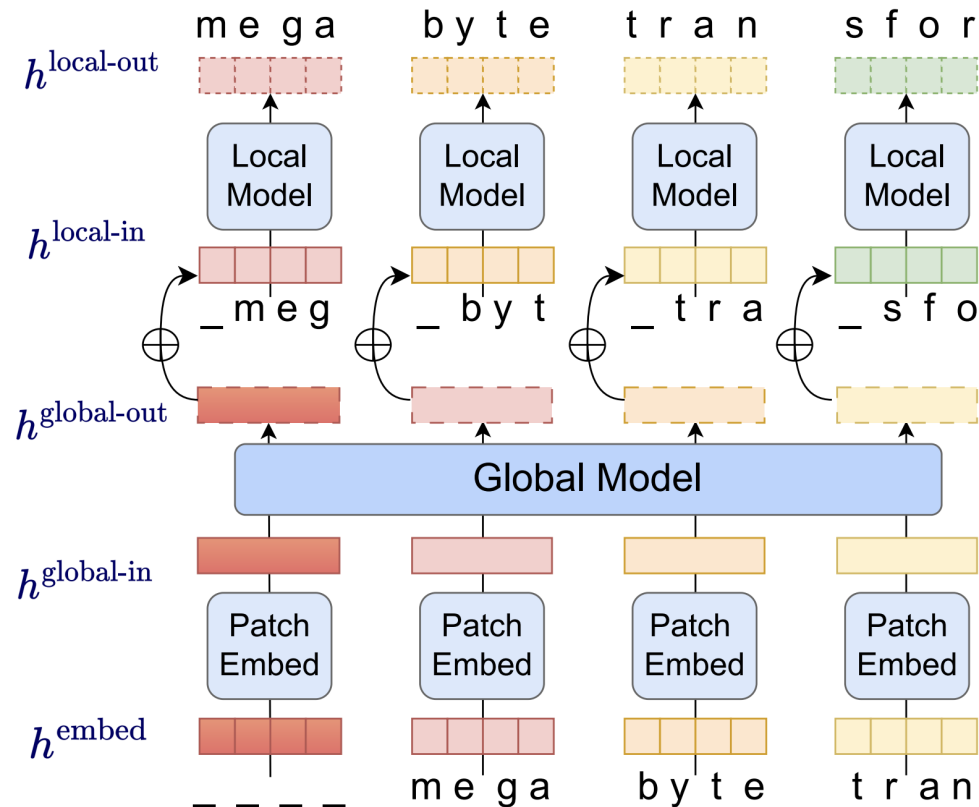 m e g a b y t e t r a n s f o r
h^local-out
Local Model Local Model Local Model Local Model
h^local-in
_ m e g _ b y t _ t r a _ s f o
h^global-out
Global Model
h^global-in
Patch Embed Patch Embed Patch Embed Patch Embed
h^embed
_ _ _ _ m e g a b y t e t r a n